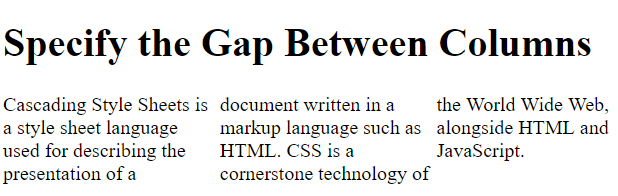 Specify the Gap Between Columns
Cascading Style Sheets is
a style sheet language
used for describing the
presentation of a
document written in a
markup language such as
HTML. CSS is a
cornerstone technology of
the World Wide Web,
alongside HTML and
JavaScript.